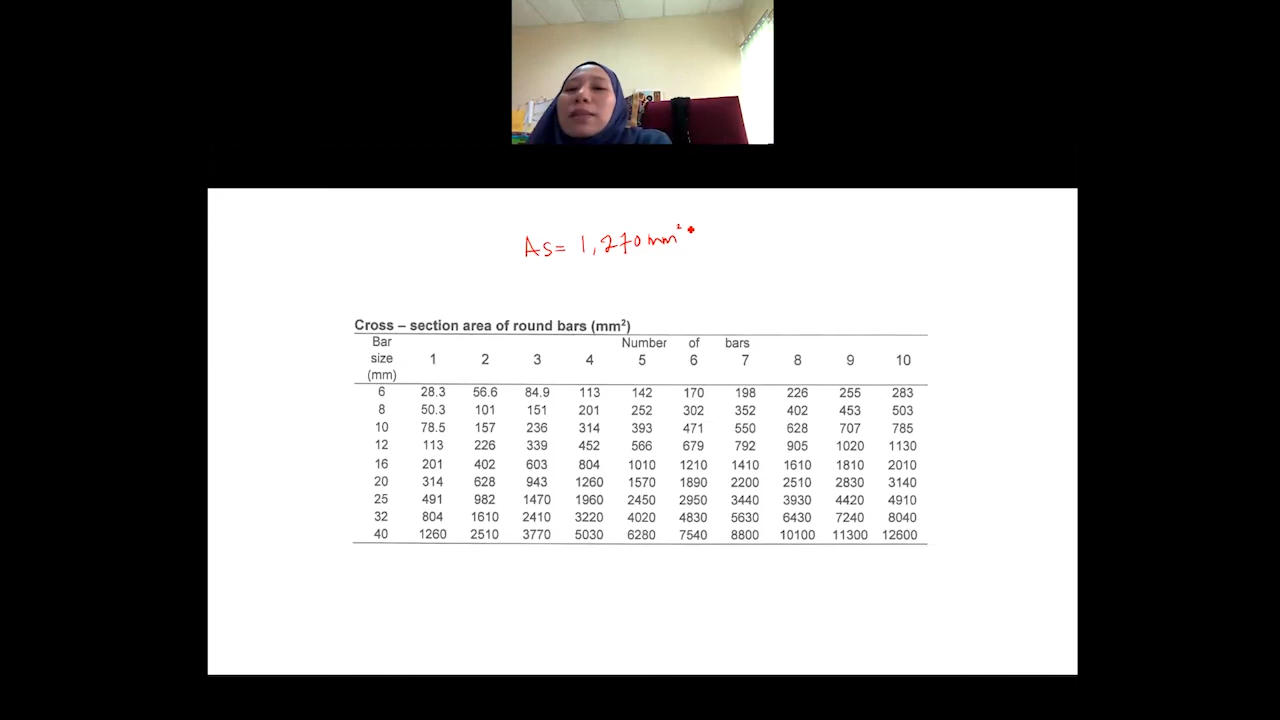 As= 1,270mm²
Cross – section area of round bars (mm²)
Bar Number of bars
size 1 2 3 4 5 6 7 8 9 10
(mm)
6 28.3 56.6 84.9 113 142 170 198 226 255 283
8 50.3 101 151 201 252 302 352 402 453 503
10 78.5 157 236 314 393 471 550 628 707 785
12 113 226 339 452 566 679 792 905 1020 1130
16 201 402 603 804 1010 1210 1410 1610 1810 2010
20 314 628 943 1260 1570 1890 2200 2510 2830 3140
25 491 982 1470 1960 2450 2950 3440 3930 4420 4910
32 804 1610 2410 3220 4020 4830 5630 6430 7240 8040
40 1260 2510 3770 5030 6280 7540 8800 10100 11300 12600